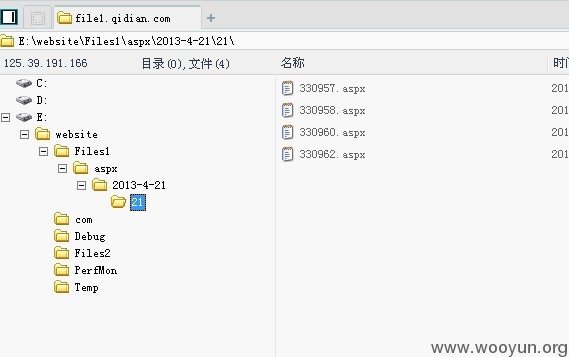 file1.qidian.com
E:\website\Files1\aspx\2013-4-21\21\
125.39.191.166
目录(0),文件(4)
名称
时间
C:
D:
E:
website
Files1
aspx
2013-4-21
21
com
Debug
Files2
PerfMon
Temp
330957.aspx
201
330958.aspx
201
330960.aspx
201
330962.aspx
201
www.wooyun.org